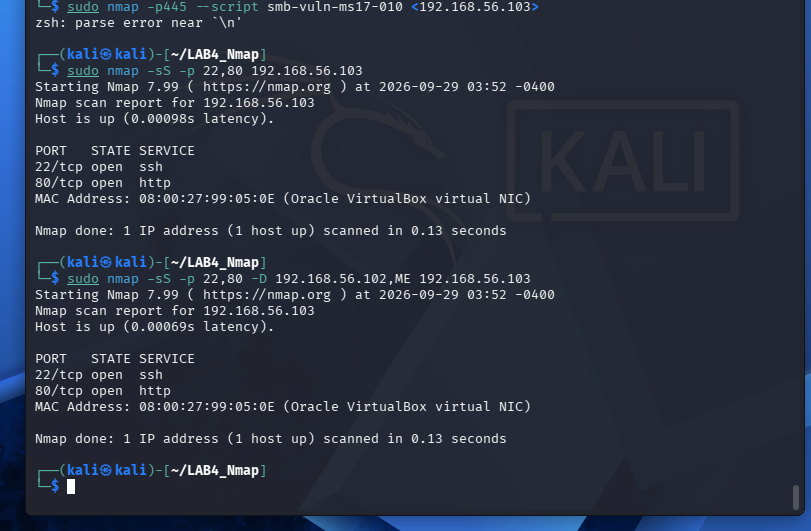 └─$ sudo nmap -p445 --script smb-vuln-ms17-010 <192.168.56.103>
zsh: parse error near `\n'
┌──(kali㉿kali)-[~/LAB4_Nmap]
└─$ sudo nmap -sS -p 22,80 192.168.56.103
Starting Nmap 7.99 ( https://nmap.org ) at 2026-09-29 03:52 -0400
Nmap scan report for 192.168.56.103
Host is up (0.00098s latency).
PORT   STATE SERVICE
22/tcp open  ssh
80/tcp open  http
MAC Address: 08:00:27:99:05:0E (Oracle VirtualBox virtual NIC)
Nmap done: 1 IP address (1 host up) scanned in 0.13 seconds
┌──(kali㉿kali)-[~/LAB4_Nmap]
└─$ sudo nmap -sS -p 22,80 -D 192.168.56.102,ME 192.168.56.103
Starting Nmap 7.99 ( https://nmap.org ) at 2026-09-29 03:52 -0400
Nmap scan report for 192.168.56.103
Host is up (0.00069s latency).
PORT   STATE SERVICE
22/tcp open  ssh
80/tcp open  http
MAC Address: 08:00:27:99:05:0E (Oracle VirtualBox virtual NIC)
Nmap done: 1 IP address (1 host up) scanned in 0.13 seconds
┌──(kali㉿kali)-[~/LAB4_Nmap]
└─$
KALI